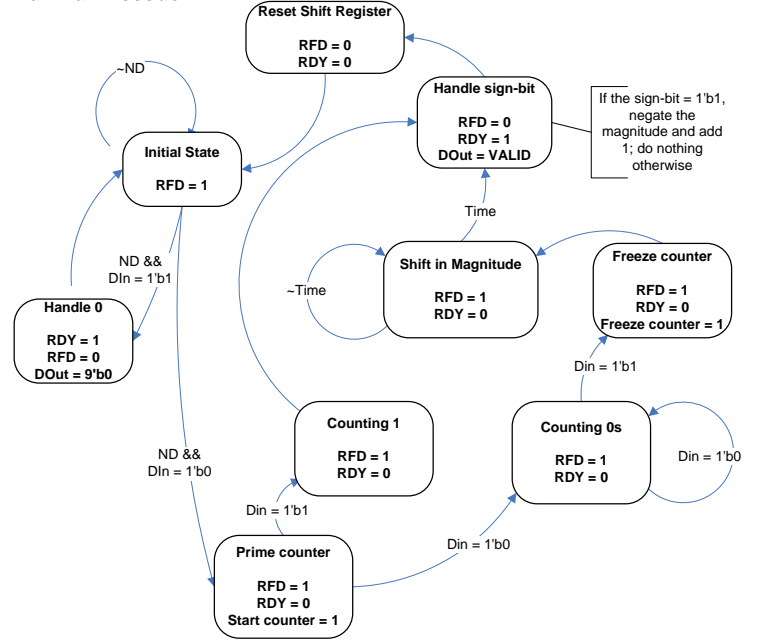 Reset Shift Register
RFD = 0
RDY = 0
~ND
Handle sign-bit
RFD = 0
RDY = 1
DOut = VALID
If the sign-bit = 1'b1,
negate the
magnitude and add
1; do nothing
otherwise
Initial State
RFD = 1
Time
ND &&
DIn = 1'b1
Shift in Magnitude
RFD = 1
RDY = 0
~Time
Freeze counter
RFD = 1
RDY = 0
Freeze counter = 1
Handle 0
RDY = 1
RFD = 0
DOut = 9'b0
Din = 1'b1
Counting 1
RFD = 1
RDY = 0
Counting 0s
RFD = 1
RDY = 0
Din = 1'b0
ND &&
DIn = 1'b0
Din = 1'b1
Din = 1'b0
Prime counter
RFD = 1
RDY = 0
Start counter = 1